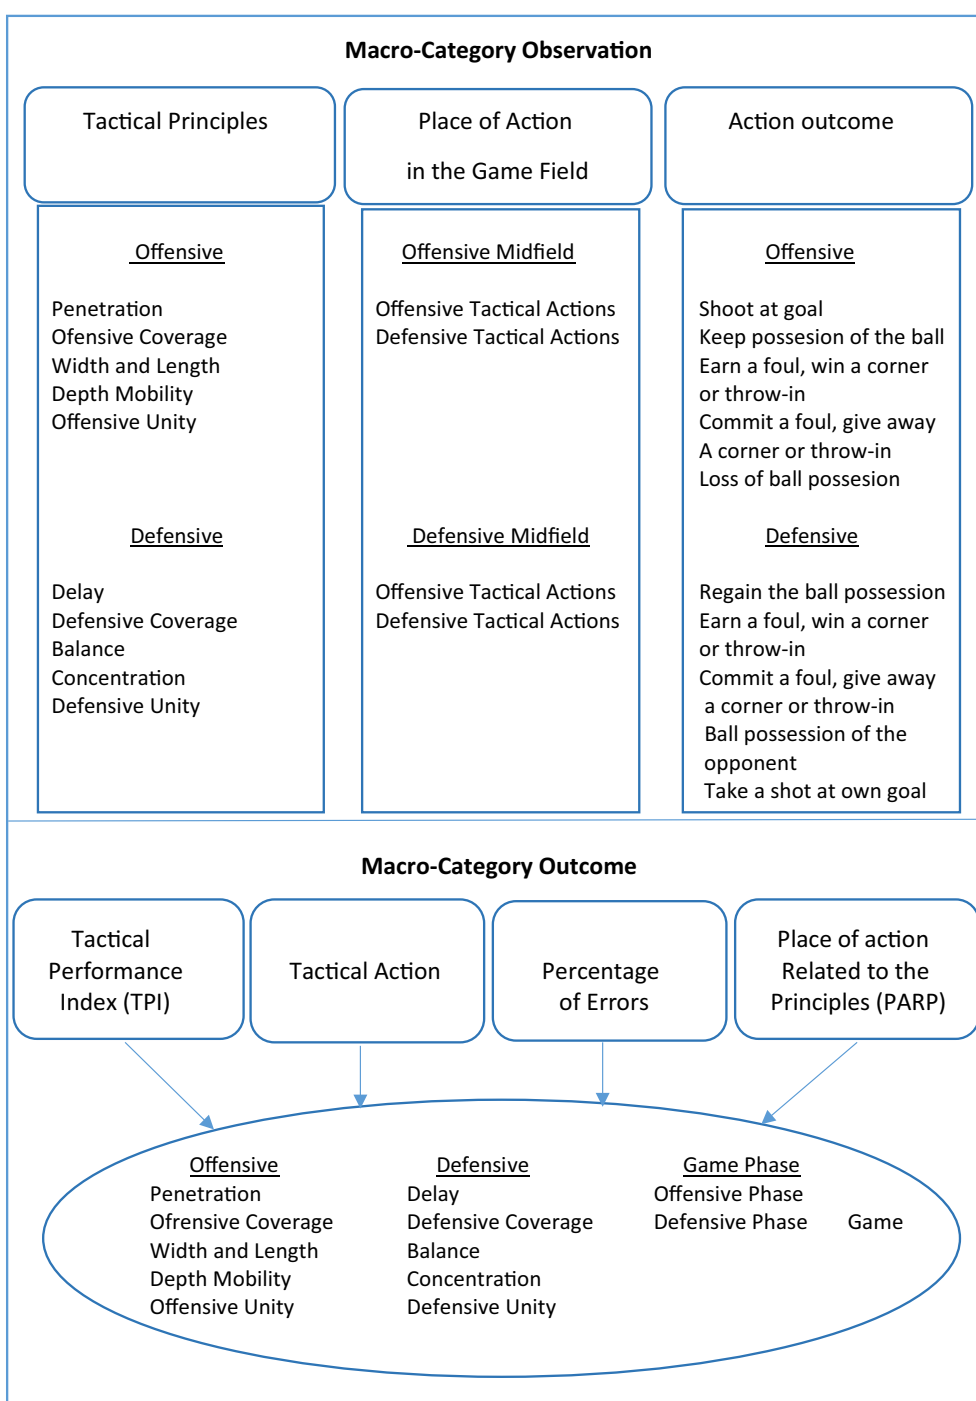 Macro-Category Observation
Tactical Principles
Offensive
Penetration
Ofensive Coverage
Width and Length
Depth Mobility
Offensive Unity
Defensive
Delay
Defensive Coverage
Balance
Concentration
Defensive Unity
Place of Action
in the Game Field
Offensive Midfield
Offensive Tactical Actions
Defensive Tactical Actions
Defensive Midfield
Offensive Tactical Actions
Defensive Tactical Actions
Action outcome
Offensive
Shoot at goal
Keep possesion of the ball
Earn a foul, win a corner
or throw-in
Commit a foul, give away
A corner or throw-in
Loss of ball possesion
Defensive
Regain the ball possession
Earn a foul, win a corner
or throw-in
Commit a foul, give away
a corner or throw-in
Ball possession of the
opponent
Take a shot at own goal
Macro-Category Outcome
Tactical
Performance
Index (TPI)
Tactical Action
Percentage
of Errors
Place of action
Related to the
Principles (PARP)
Offensive
Penetration
Ofrensive Coverage
Width and Length
Depth Mobility
Offensive Unity
Defensive
Delay
Defensive Coverage
Balance
Concentration
Defensive Unity
Game Phase
Offensive Phase
Defensive Phase
Game